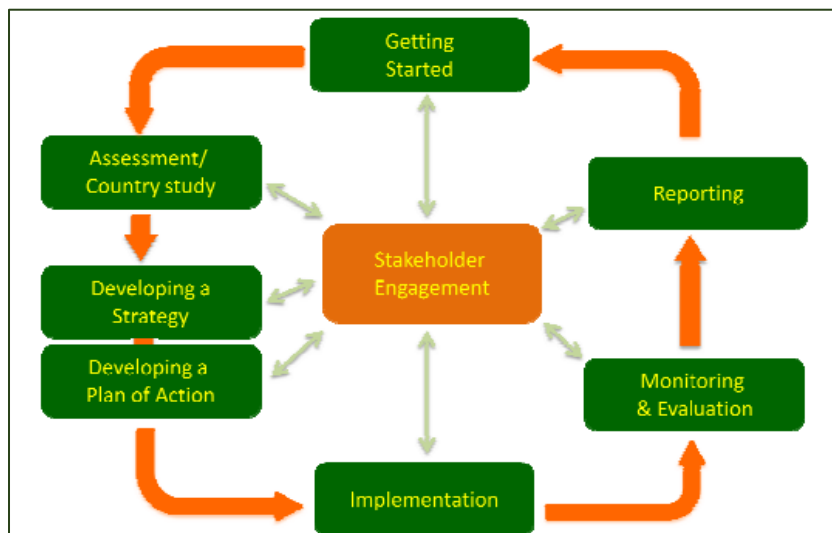 Getting
Started
Assessment/
Country study
Reporting
Stakeholder
Engagement
Developing a
Strategy
Developing a
Plan of Action
Monitoring
& Evaluation
Implementation